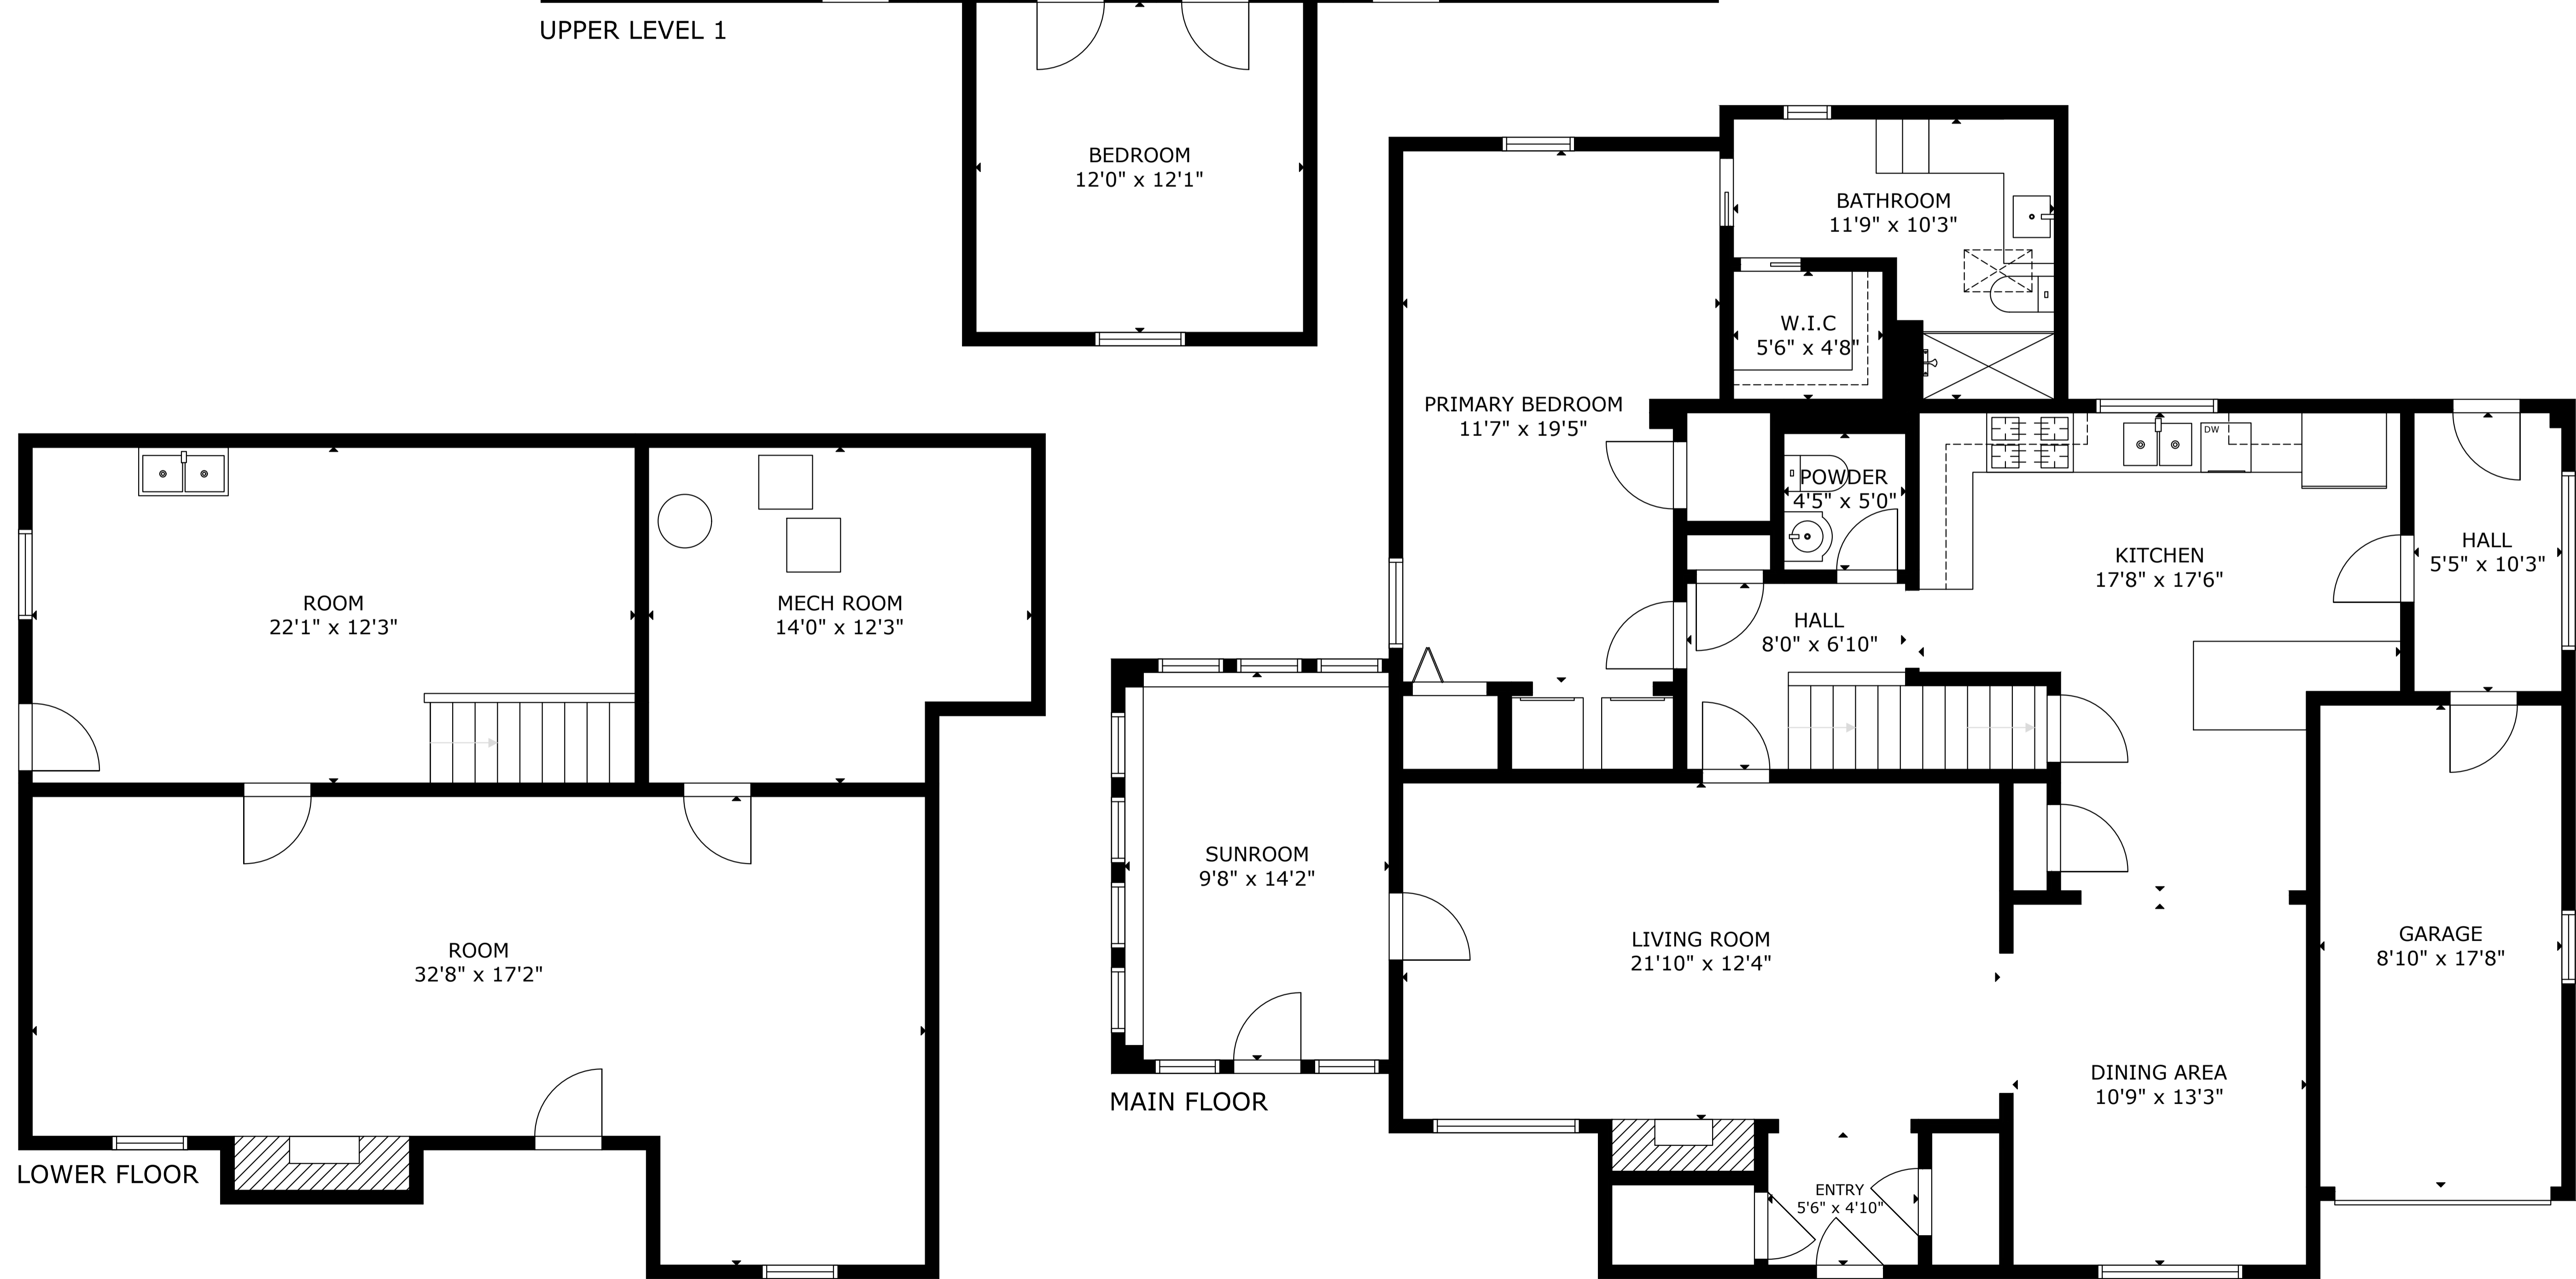 UPPER LEVEL 1
BEDROOM
12'0" x 12'1"
BATHROOM
11'9" x 10'3"
W.I.C
5'6" x 4'8"
PRIMARY BEDROOM
11'7" x 19'5"
DW
POWDER
4'5" x 5'0"
KITCHEN
17'8" x 17'6"
HALL
5'5" x 10'3"
HALL
8'0" x 6'10"
ROOM
22'1" x 12'3"
MECH ROOM
14'0" x 12'3"
SUNROOM
9'8" x 14'2"
LIVING ROOM
21'10" x 12'4"
GARAGE
8'10" x 17'8"
ROOM
32'8" x 17'2"
DINING AREA
10'9" x 13'3"
MAIN FLOOR
LOWER FLOOR
ENTRY
5'6" x 4'10"